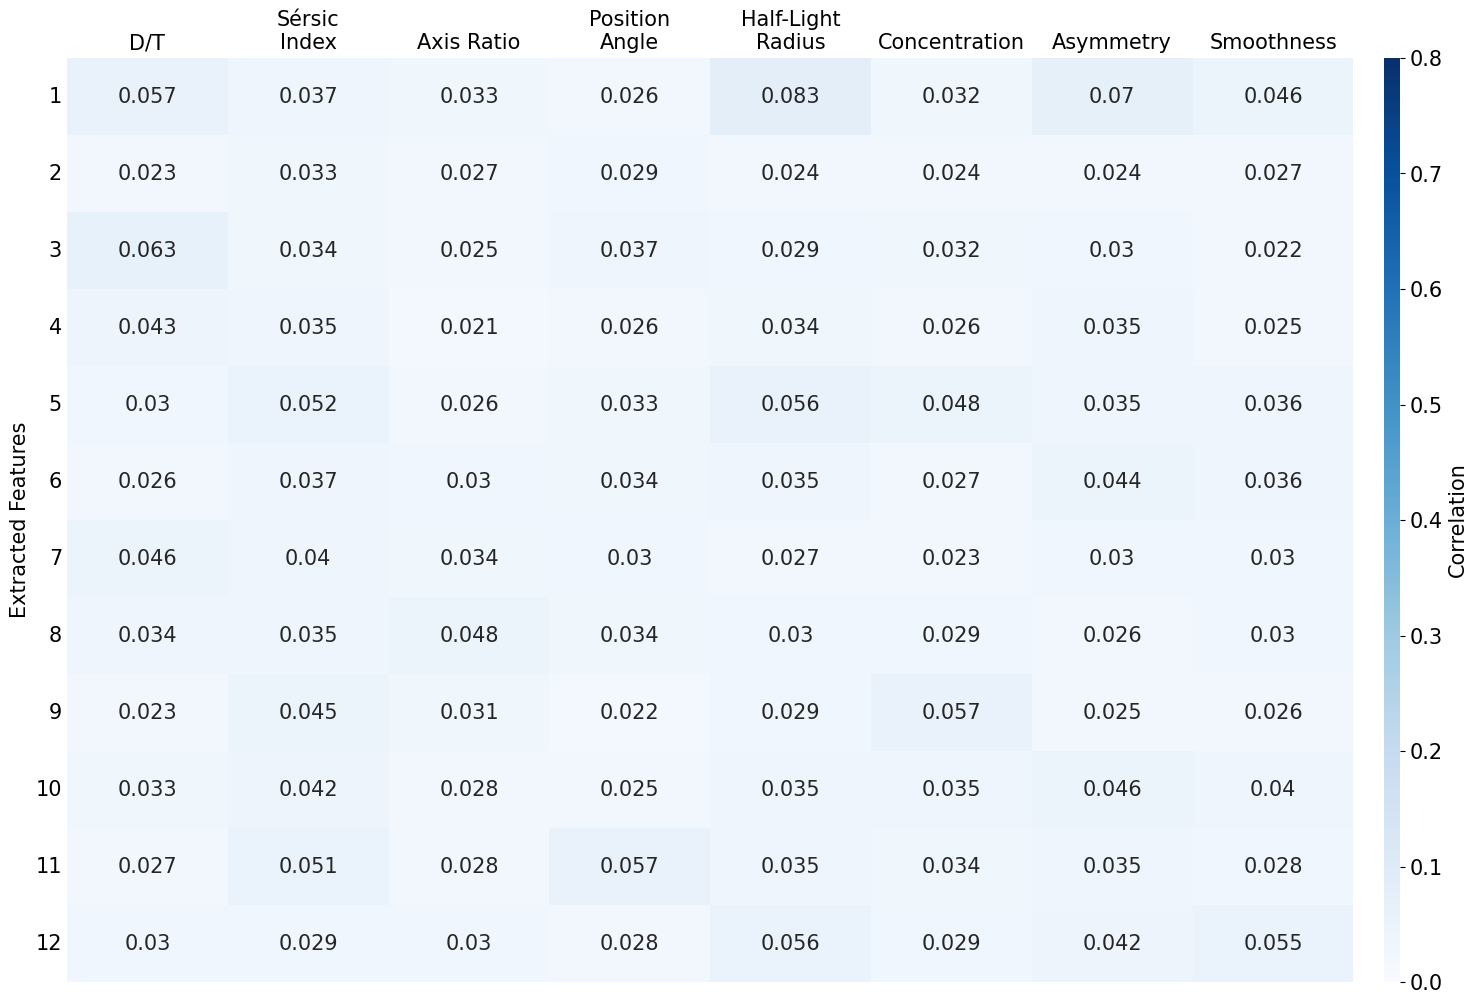 Sérsic Position Half-Light
D/T Index Axis Ratio Angle Radius Concentration Asymmetry Smoothness
1 0.057 0.037 0.033 0.026 0.083 0.032 0.07 0.046
2 0.023 0.033 0.027 0.029 0.024 0.024 0.024 0.027
3 0.063 0.034 0.025 0.037 0.029 0.032 0.03 0.022
4 0.043 0.035 0.021 0.026 0.034 0.026 0.035 0.025
5 0.03 0.052 0.026 0.033 0.056 0.048 0.035 0.036
6 0.026 0.037 0.03 0.034 0.035 0.027 0.044 0.036
7 0.046 0.04 0.034 0.03 0.027 0.023 0.03 0.03
8 0.034 0.035 0.048 0.034 0.03 0.029 0.026 0.03
9 0.023 0.045 0.031 0.022 0.029 0.057 0.025 0.026
10 0.033 0.042 0.028 0.025 0.035 0.035 0.046 0.04
11 0.027 0.051 0.028 0.057 0.035 0.034 0.035 0.028
12 0.03 0.029 0.03 0.028 0.056 0.029 0.042 0.055
Extracted Features
0.8
0.7
0.6
0.5
0.4
0.3
0.2
0.1
0.0
Correlation